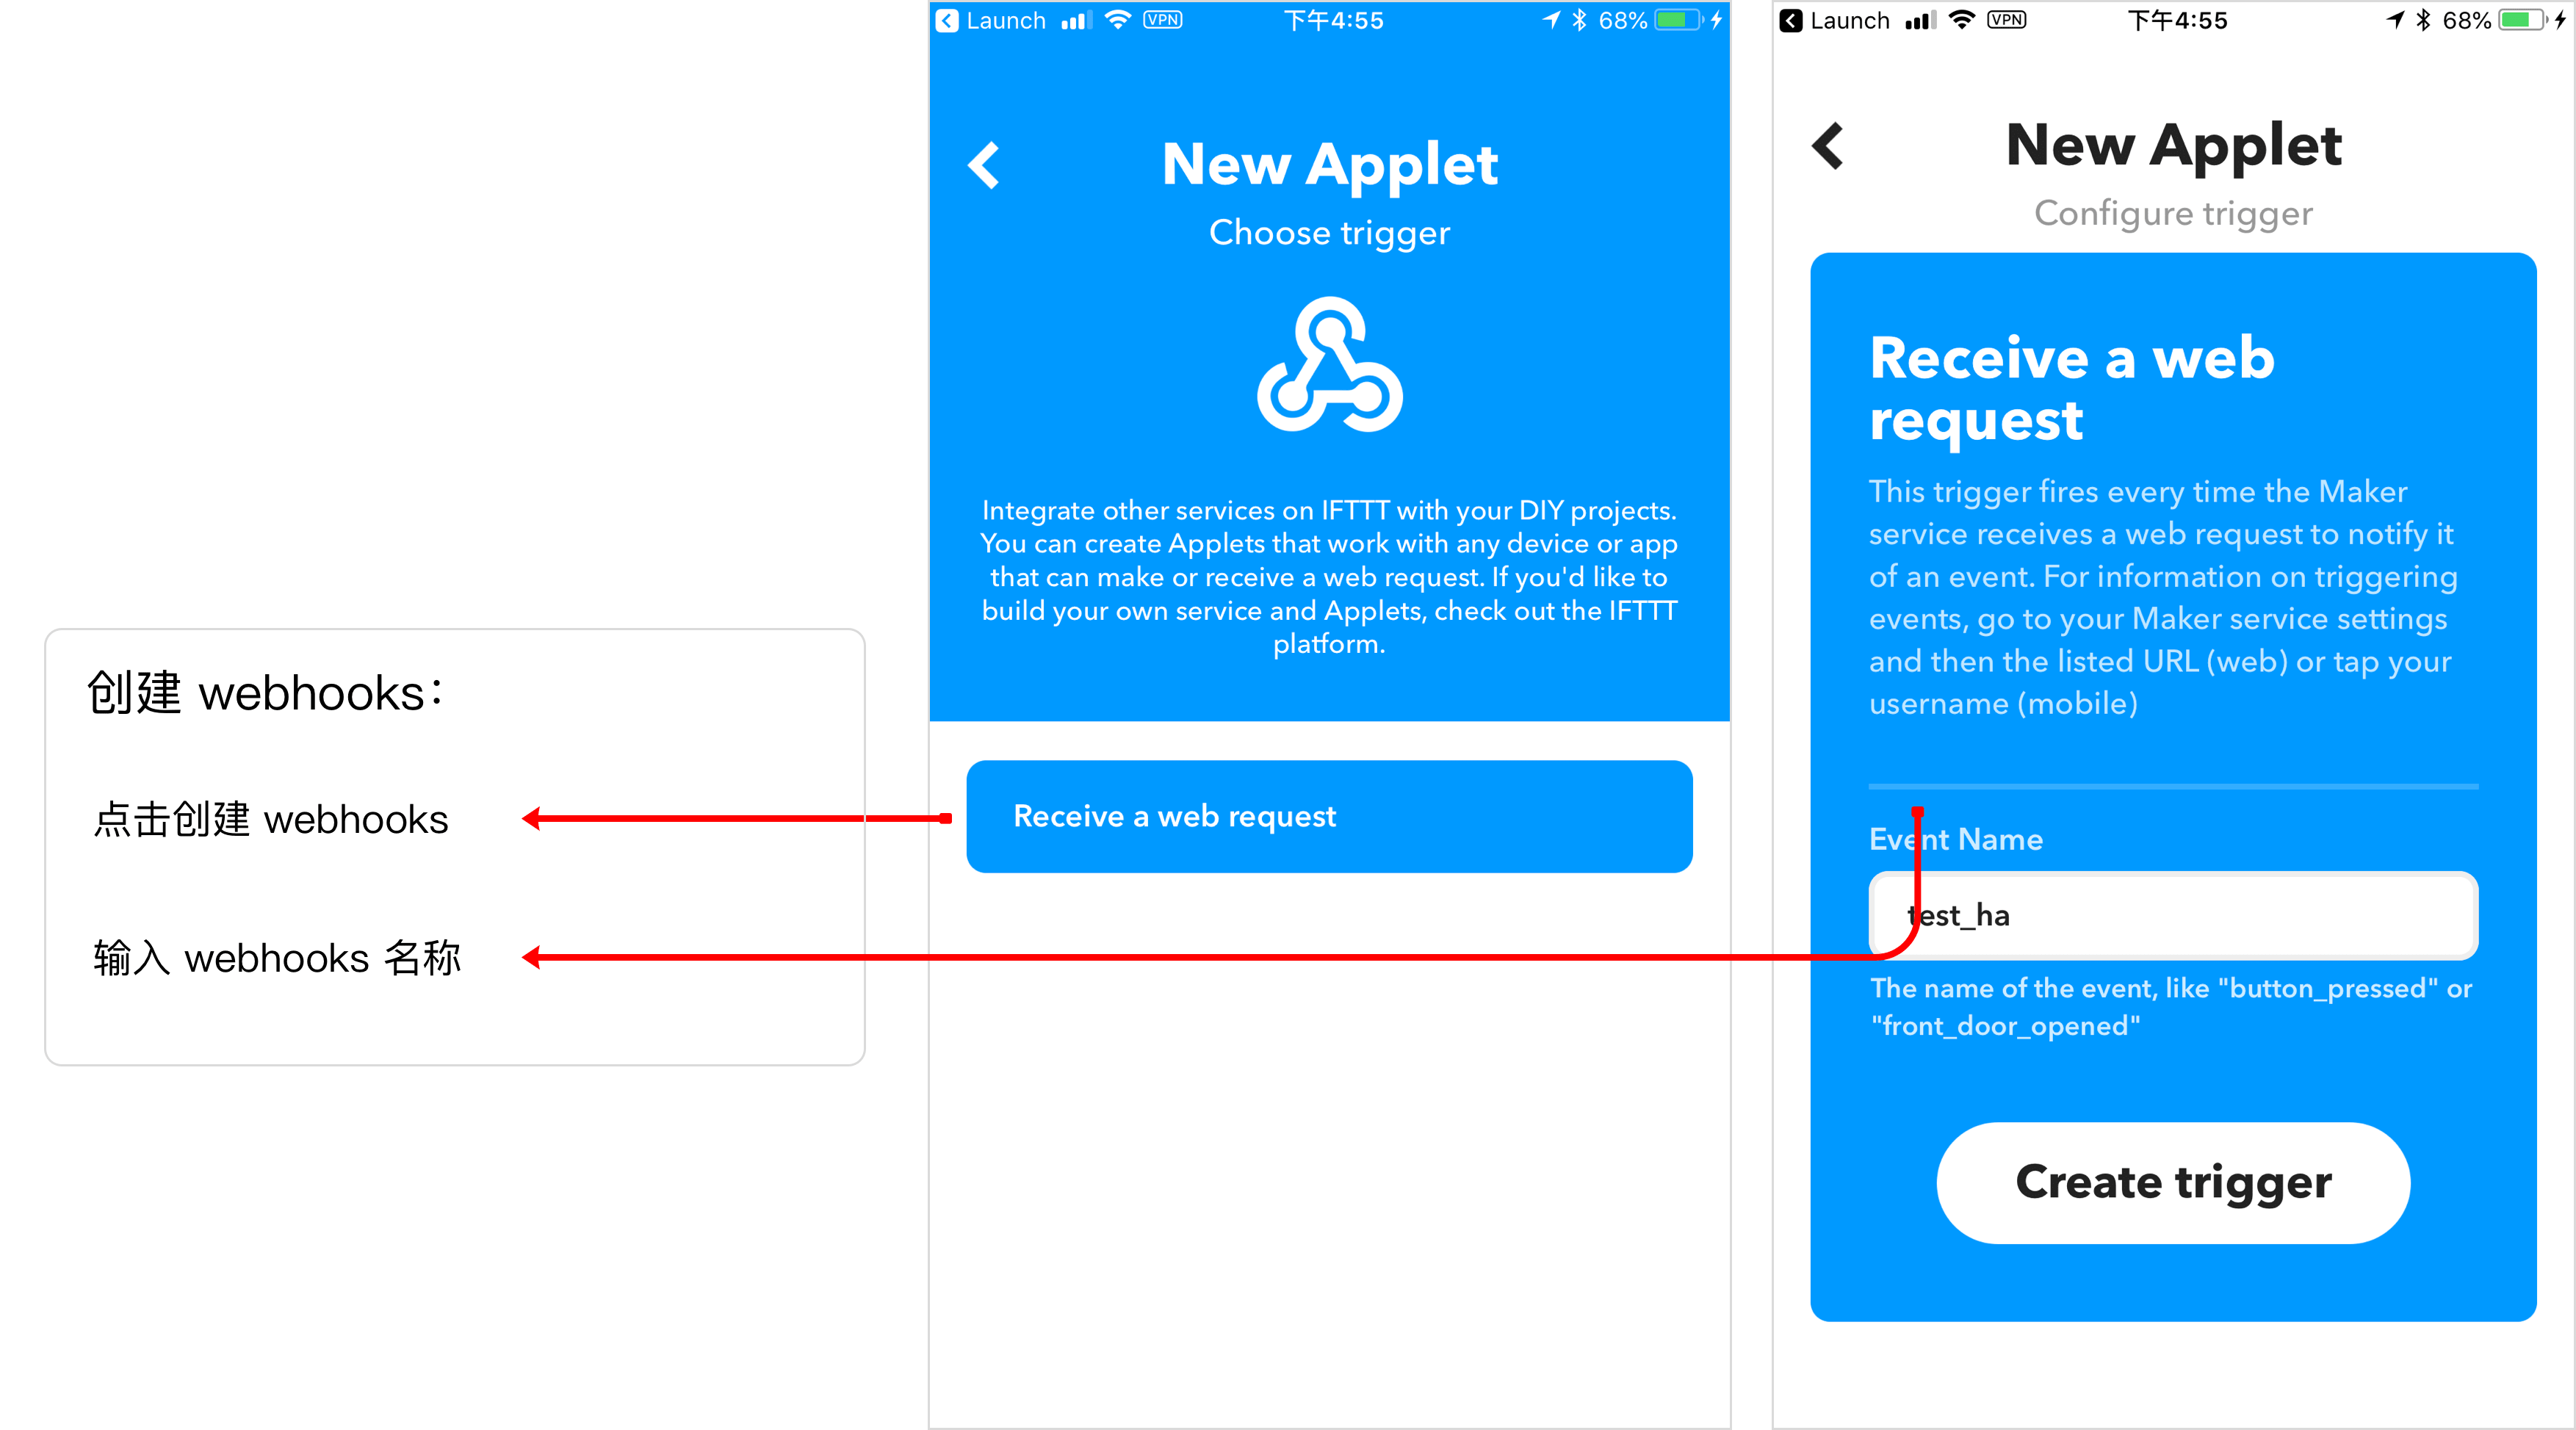 创建 webhooks：
点击创建 webhooks
输入 webhooks 名称
Launch VPN 下午4:55 68%
New Applet
Choose trigger
Integrate other services on IFTTT with your DIY projects.
You can create Applets that work with any device or app
that can make or receive a web request. If you'd like to
build your own service and Applets, check out the IFTTT
platform.
Receive a web request
Launch VPN 下午4:55 68%
New Applet
Configure trigger
Receive a web
request
This trigger fires every time the Maker
service receives a web request to notify it
of an event. For information on triggering
events, go to your Maker service settings
and then the listed URL (web) or tap your
username (mobile)
Event Name
test_ha
The name of the event, like "button_pressed" or
"front_door_opened"
Create trigger